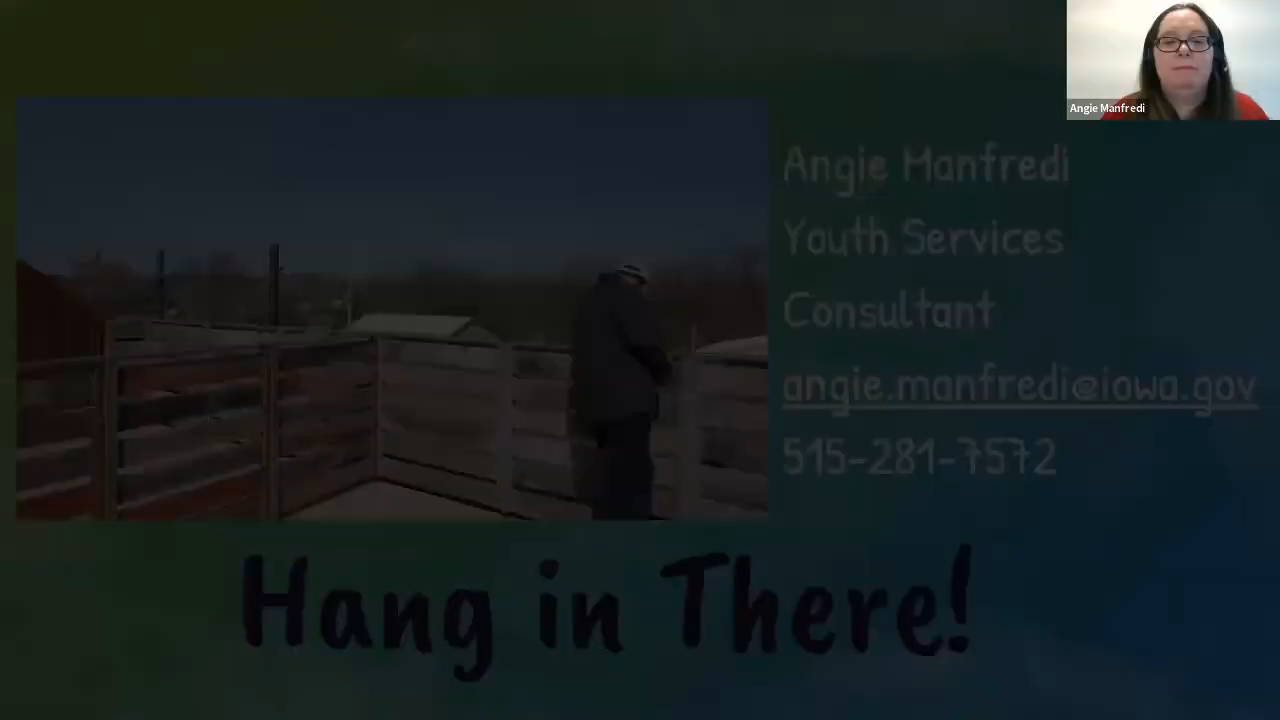 Angie Manfredi
Angie Manfredi
Youth Services
Consultant
angie.manfredi@iowa.gov
515-281-7572
Hang in There!